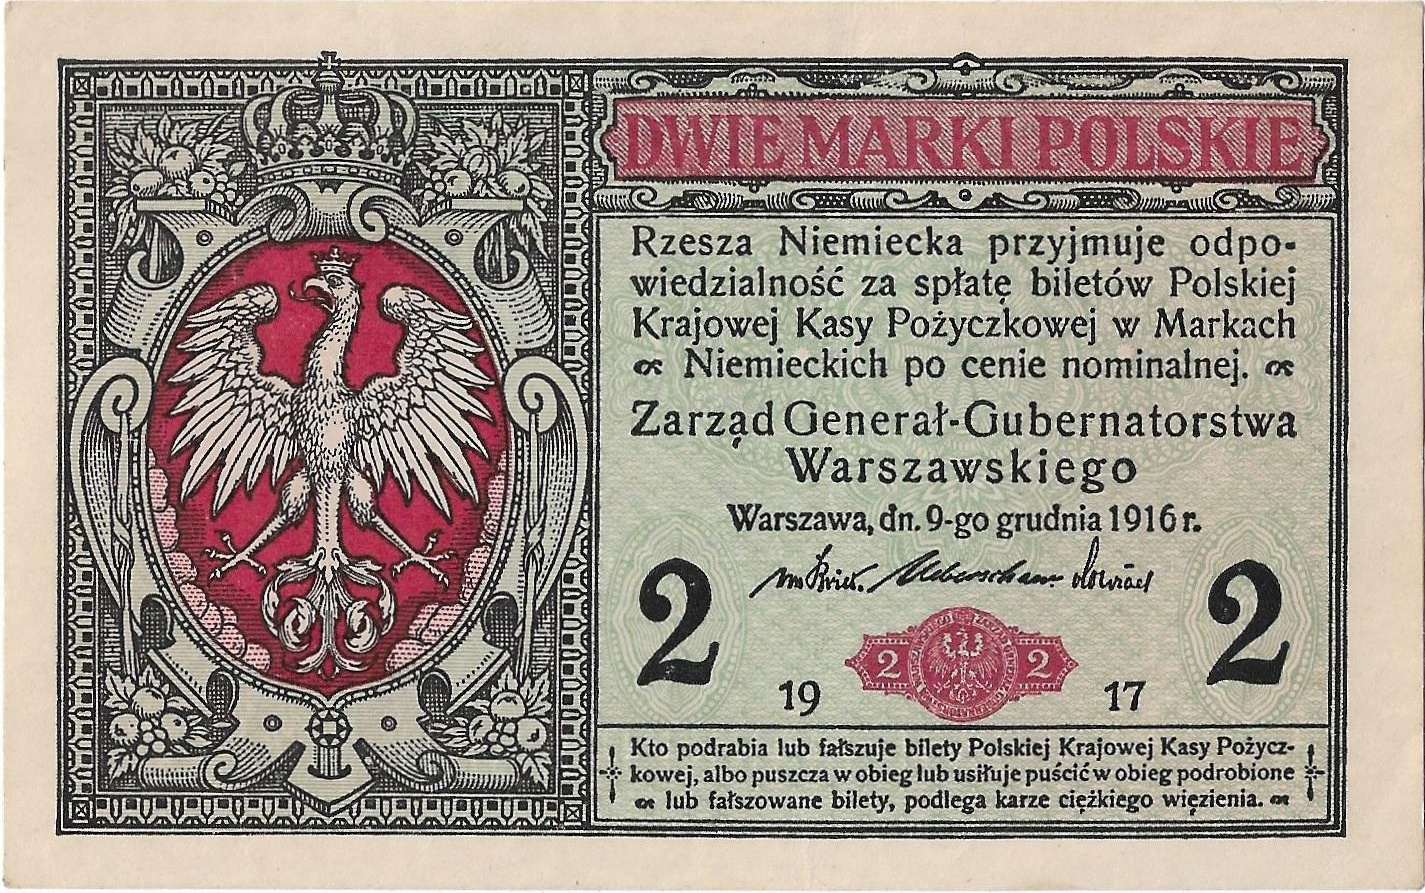 DWIE MARKI POLSKIE
Rzesza Niemiecka przyjmuje odpo-
wiedzialność za spłatę biletów Polskiej
Krajowej Kasy Pożyczkowej w Markach
Niemieckich po cenie nominalnej.
Zarząd Generał-Gubernatorstwa
Warszawskiego
Warszawa, dn. 9-go grudnia 1916 r.
2 2
2 2
19 17
Kto podrabia lub fałszuje bilety Polskiej Krajowej Kasy Pożycz-
kowej, albo puszcza w obieg lub usiłuje puścić w obieg podrobione
lub fałszowane bilety, podlega karze ciężkiego więzienia.